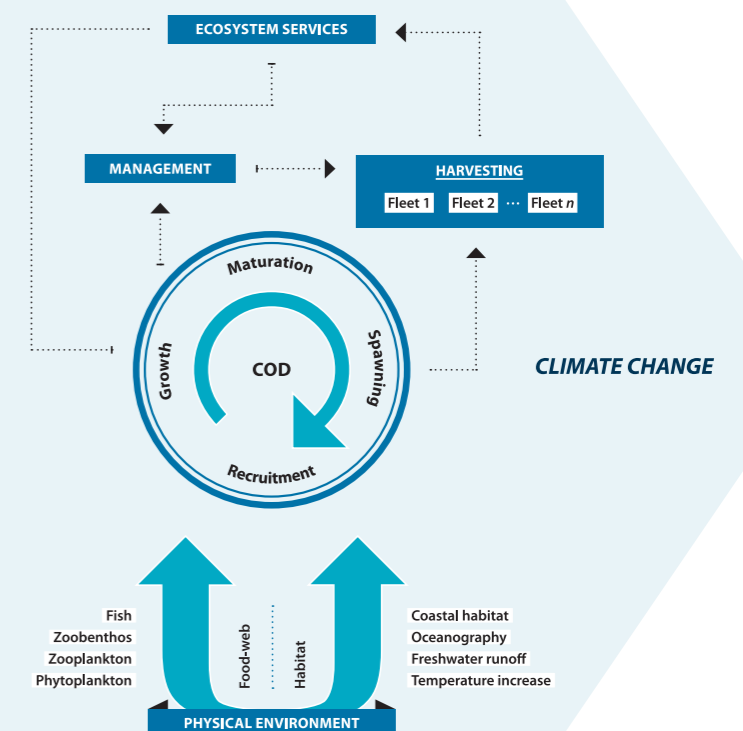 ECOSYSTEM SERVICES
MANAGEMENT
HARVESTING
Fleet 1 Fleet 2 ... Fleet n
Maturation
Growth
COD
Spawning
Recruitment
CLIMATE CHANGE
Fish
Zoobenthos
Zooplankton
Phytoplankton
Food-web
Habitat
Coastal habitat
Oceanography
Freshwater runoff
Temperature increase
PHYSICAL ENVIRONMENT